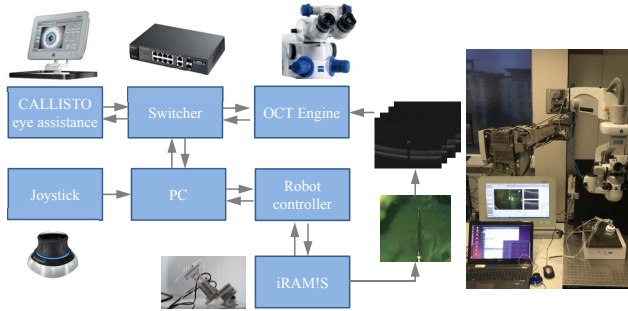 CALLISTO
eye assistance
Switcher
OCT Engine
Joystick
PC
Robot
controller
iRAM!S